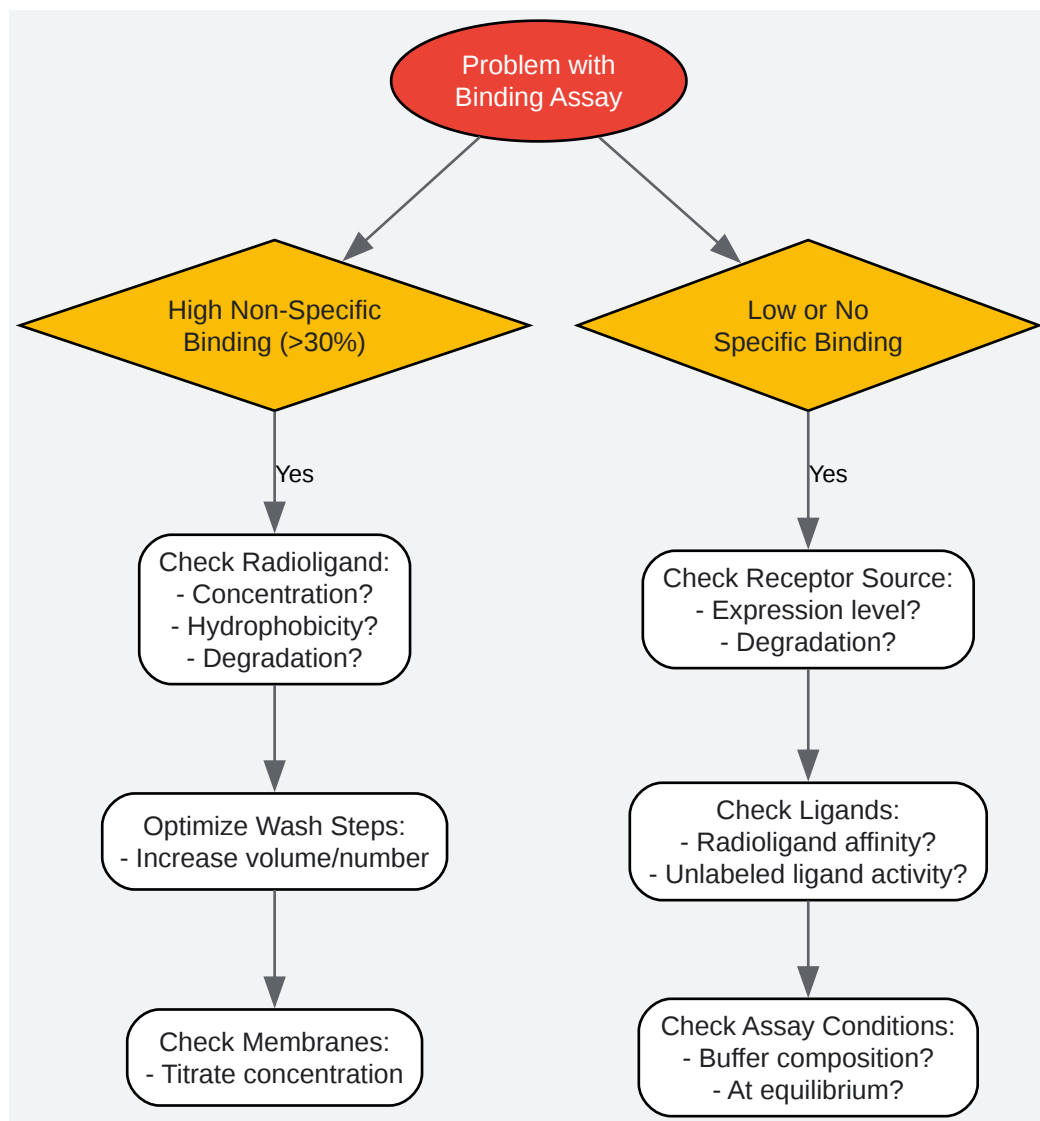 Problem with
Binding Assay
High Non-Specific
Binding (>30%)
Yes
Check Radioligand:
- Concentration?
- Hydrophobicity?
- Degradation?
Optimize Wash Steps:
- Increase volume/number
Check Membranes:
- Titrate concentration
Low or No
Specific Binding
Yes
Check Receptor Source:
- Expression level?
- Degradation?
Check Ligands:
- Radioligand affinity?
- Unlabeled ligand activity?
Check Assay Conditions:
- Buffer composition?
- At equilibrium?